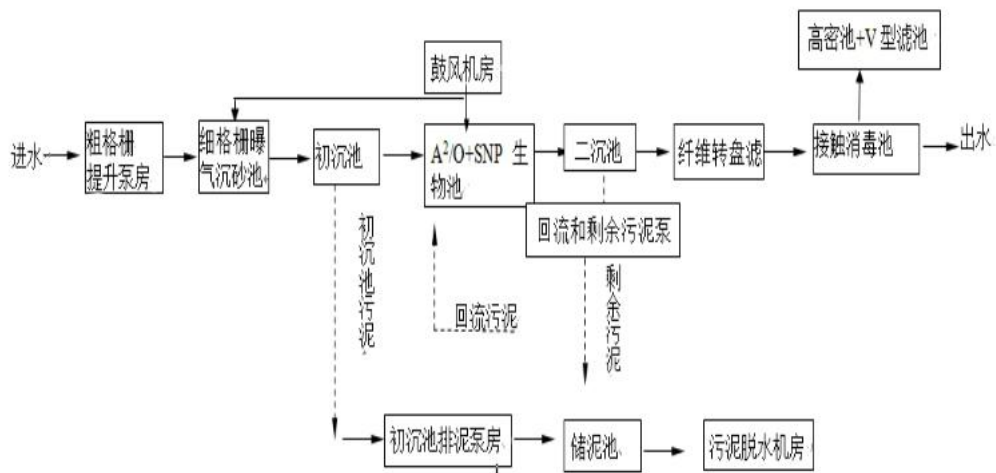 高密池+V型滤池
鼓风机房
进水
粗格栅
提升泵房
细格栅曝
气沉砂池
初沉池
A²/O+SNP 生
物池
二沉池
纤维转盘滤
接触消毒池
出水
回流和剩余污泥泵
初沉池污泥
回流污泥
剩余污泥
初沉池排泥泵房
储泥池
污泥脱水机房